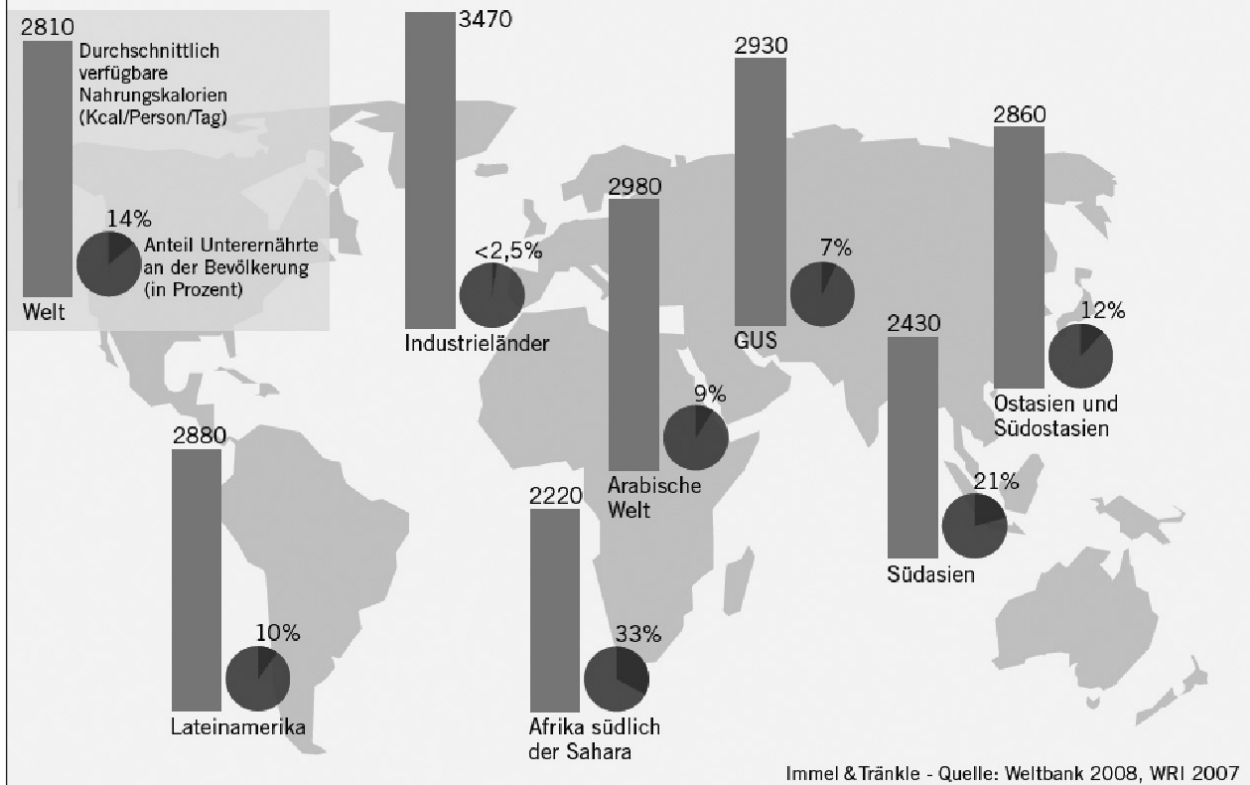 2810
Durchschnittlich
verfügbare
Nahrungskalorien
(Kcal/Person/Tag)
14%
Anteil Unterernährte
an der Bevölkerung
(in Prozent)
Welt
3470
<2,5%
Industrieländer
2930
7%
GUS
2860
12%
Ostasien und
Südostasien
2980
9%
Arabische
Welt
2430
21%
Südasien
2880
10%
Lateinamerika
2220
33%
Afrika südlich
der Sahara
Immel & Tränkle - Quelle: Weltbank 2008, WRI 2007